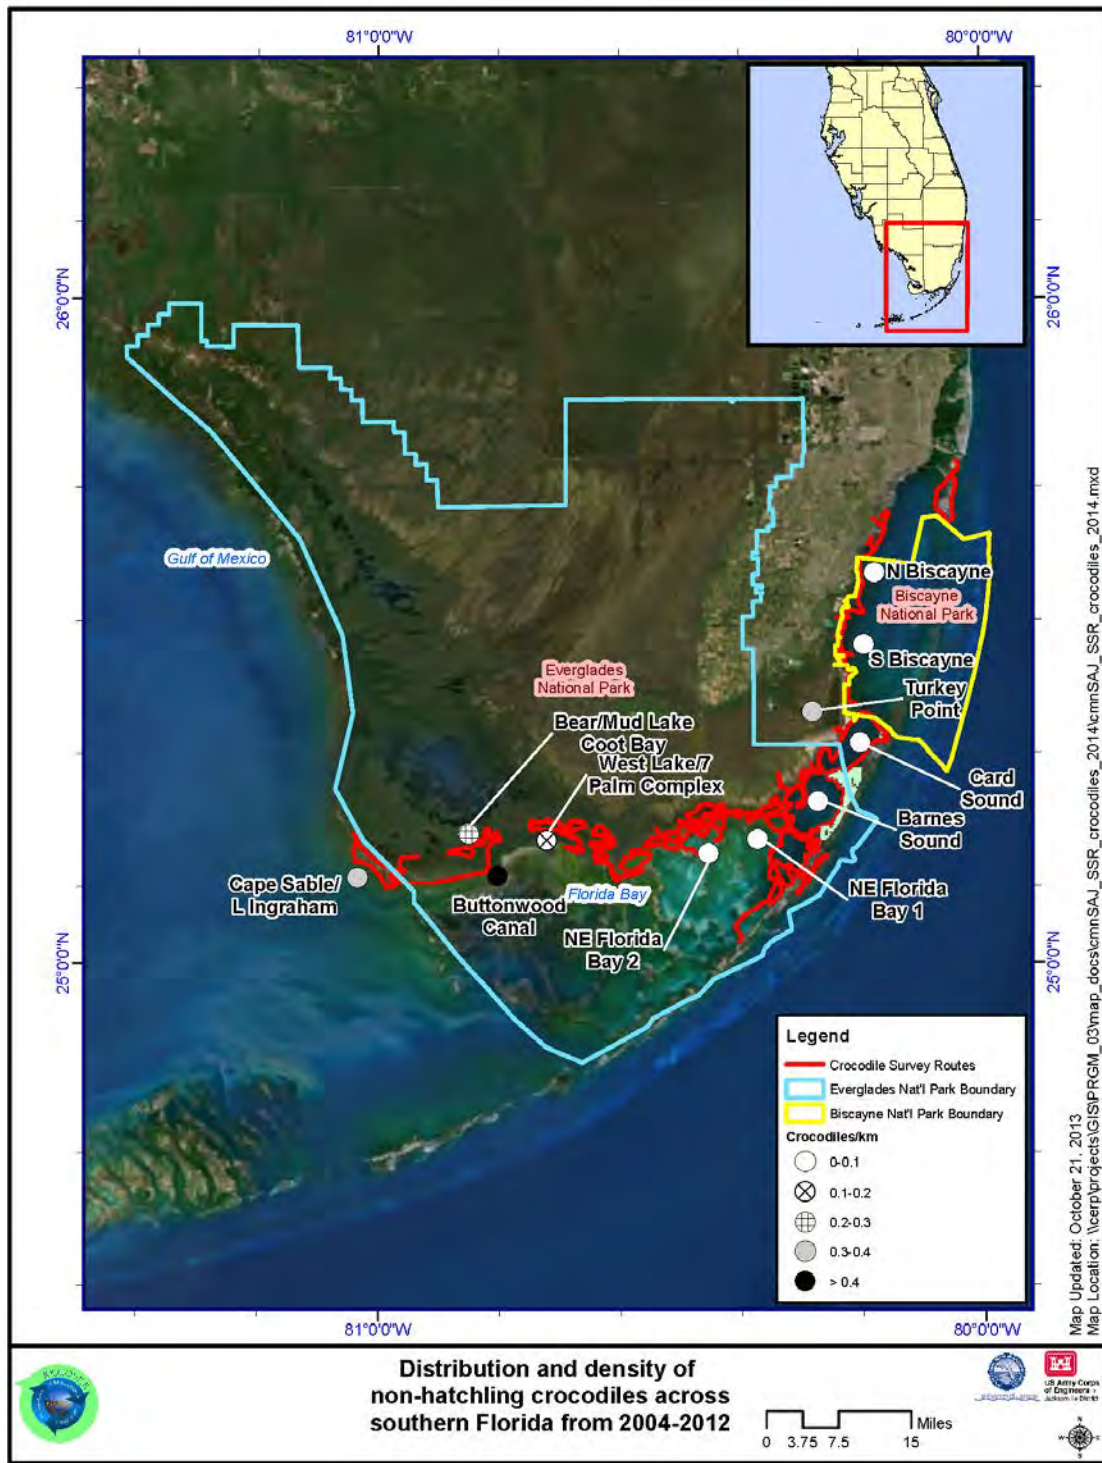 81°0'0"W
80°0'0"W
26°0'0"N
26°0'0"N
Gulf of Mexico
N Biscayne
Biscayne
National Park
S Biscayne
Everglades
National Park
Turkey
Point
Bear/Mud Lake
Coot Bay
West Lake/7
Palm Complex
Card
Sound
Barnes
Sound
Cape Sable/
L Ingraham
Buttonwood
Canal
Florida Bay
NE Florida
Bay 1
NE Florida
Bay 2
25°0'0"N
25°0'0"N
Legend
Crocodile Survey Routes
Everglades Nat'l Park Boundary
Biscayne Nat'l Park Boundary
Crocodiles/km
0-0.1
0.1-0.2
0.2-0.3
0.3-0.4
> 0.4
81°0'0"W
80°0'0"W
Map Updated: October 21, 2013
Map Location: \\cerp\projects\GIS\PRGM_03\map_docs\cmnSAJ_SSR_crocodiles_2014\cmnSAJ_SSR_crocodiles_2014.mxd
Distribution and density of
non-hatchling crocodiles across
southern Florida from 2004-2012
Miles
0 3.75 7.5 15
US Army Corps
of Engineers
Jacksonville District
N
W E
S